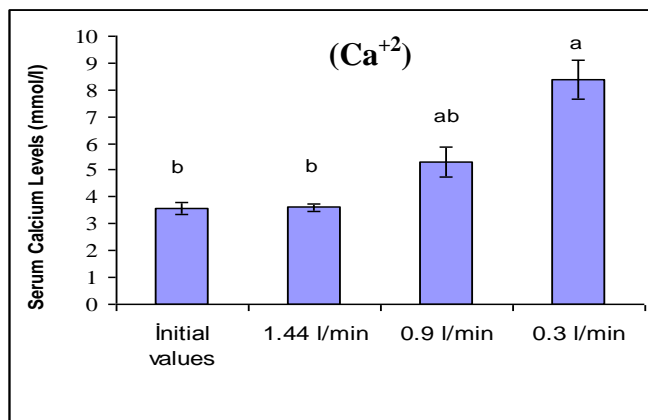 (Ca+2)
Serum Calcium Levels (mmol/l)
10
9
8
7
6
5
4
3
2
1
0
b
b
ab
a
İnitial
values
1.44 l/min
0.9 l/min
0.3 l/min